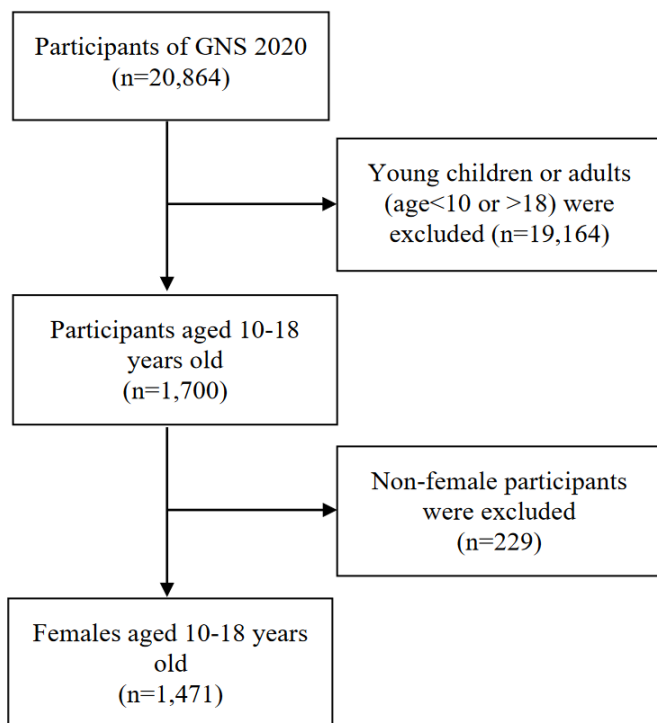 Participants of GNS 2020
(n=20,864)
Young children or adults
(age<10 or >18) were
excluded (n=19,164)
Participants aged 10-18
years old
(n=1,700)
Non-female participants
were excluded
(n=229)
Females aged 10-18 years
old
(n=1,471)